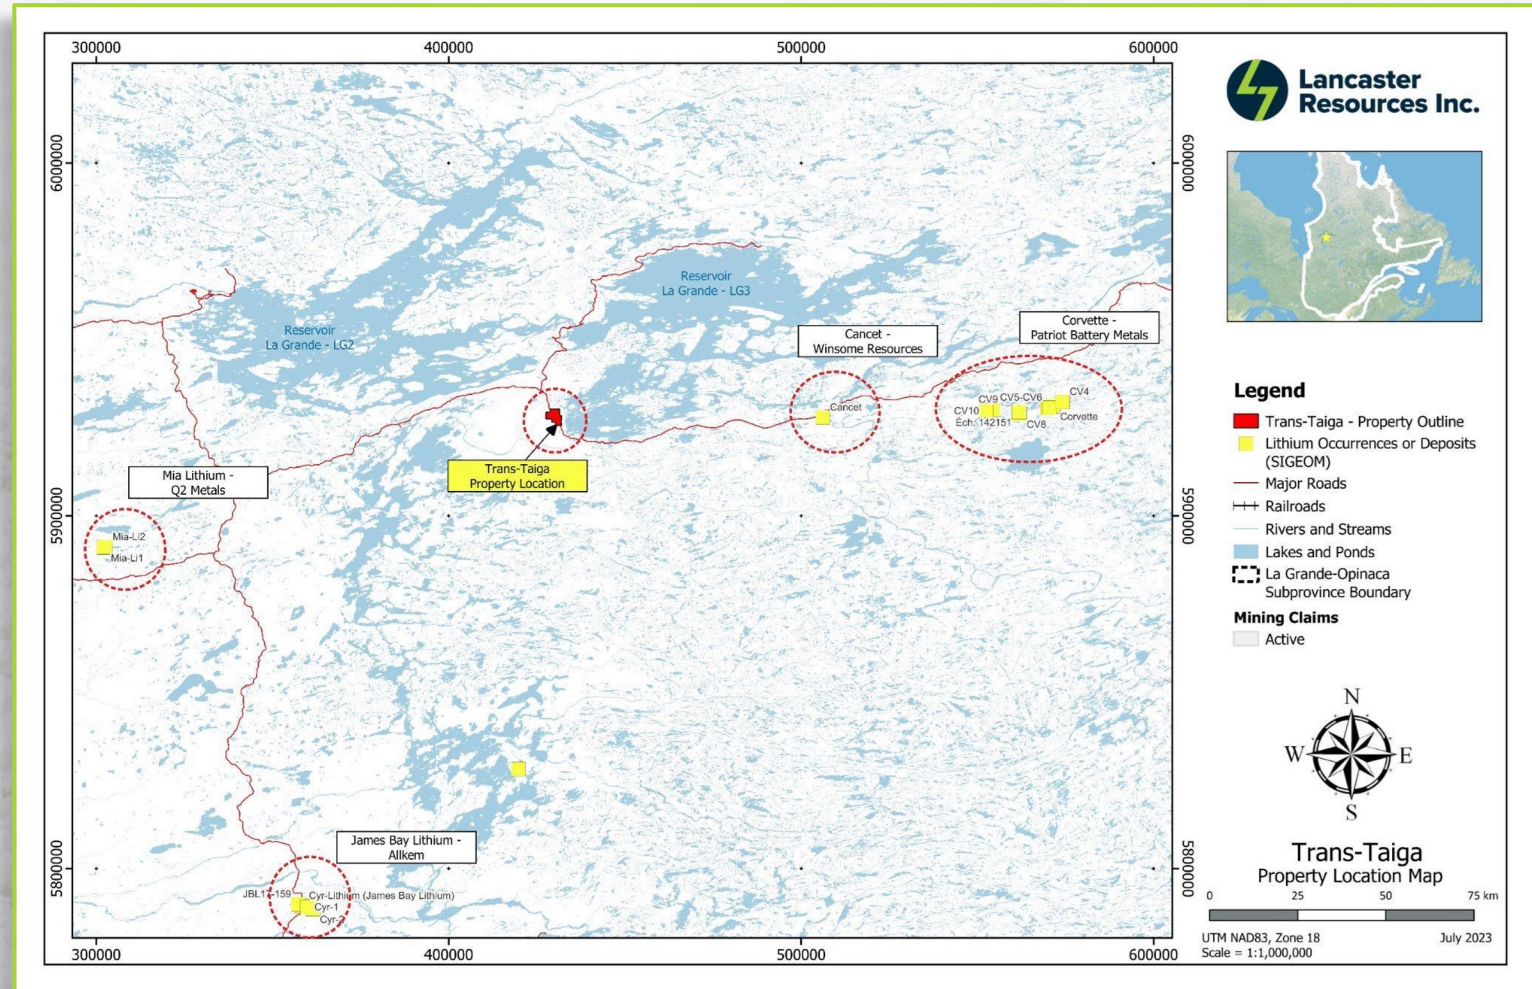 300000
400000
500000
600000
6000000
6000000
Reservoir
La Grande - LG3
Reservoir
La Grande - LG2
Cancet -
Winsome Resources
Corvette -
Patriot Battery Metals
CV4
CV9
CV5-CV6
CV10
Éch. 142151
CV8
Corvette
Cancet
Trans-Taiga
Property Location
Mia Lithium -
Q2 Metals
5900000
5900000
Mia-Li2
Mia-Li1
James Bay Lithium -
Allkem
5800000
5800000
JBL17-159
Cyr-Lithium (James Bay Lithium)
Cyr-1
Cyr-2
300000
400000
500000
600000
Lancaster
Resources Inc.
Legend
Trans-Taiga - Property Outline
Lithium Occurrences or Deposits
(SIGEOM)
Major Roads
Railroads
Rivers and Streams
Lakes and Ponds
La Grande-Opinaca
Subprovince Boundary
Mining Claims
Active
N
W
E
S
Trans-Taiga
Property Location Map
0
25
50
75 km
UTM NAD83, Zone 18
July 2023
Scale = 1:1,000,000